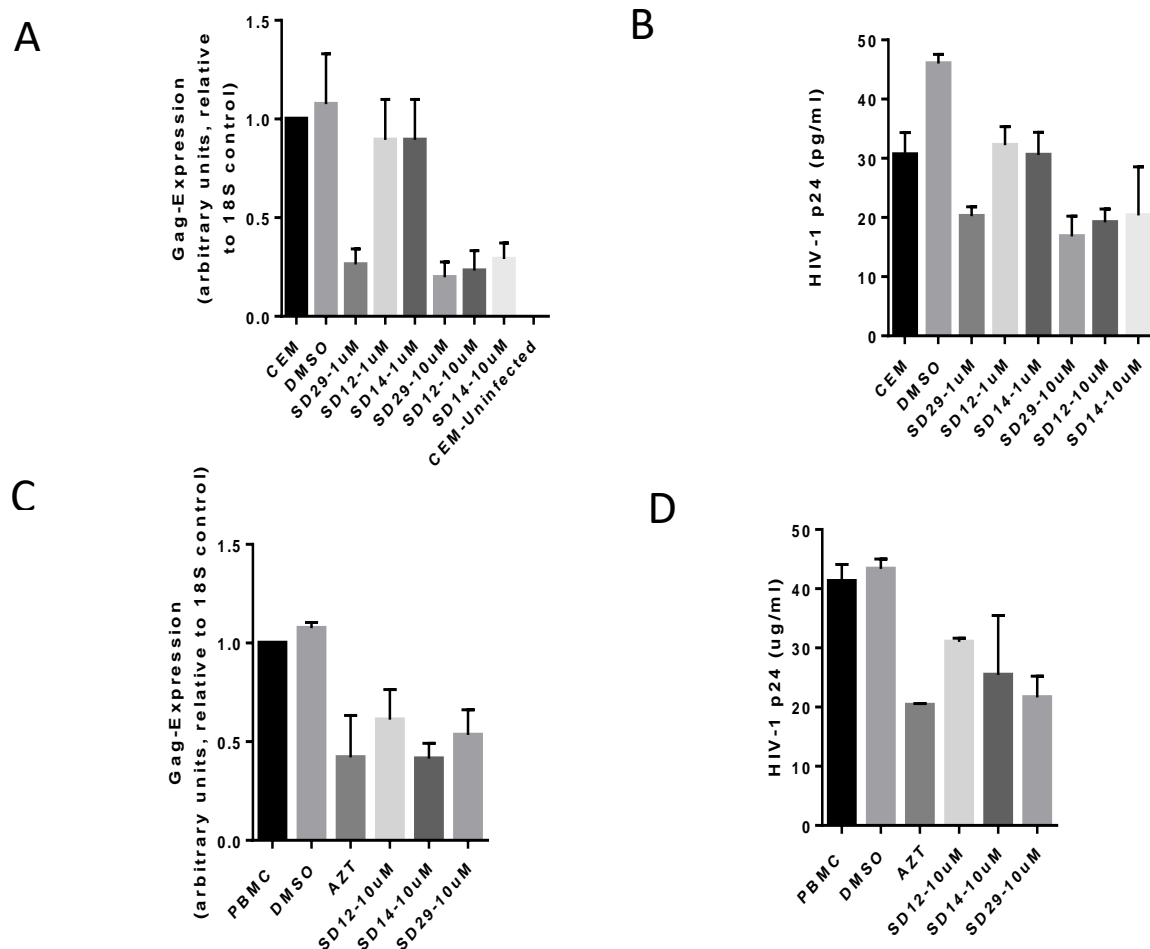 A
Gag-Expression
(arbitrary units, relative
to 18S control)
1.5
1.0
0.5
0.0
CEM
DMSO
SD29-1uM
SD12-1uM
SD14-1uM
SD29-10uM
SD12-10uM
SD14-10uM
CEM-Uninfected
B
HIV-1 p24 (pg/ml)
50
40
30
20
10
0
CEM
DMSO
SD29-1uM
SD12-1uM
SD14-1uM
SD29-10uM
SD12-10uM
SD14-10uM
C
Gag-Expression
(arbitrary units, relative to 18S control)
1.5
1.0
0.5
0.0
PBMC
DMSO
AZT
SD12-10uM
SD14-10uM
SD29-10uM
D
HIV-1 p24 (ug/ml)
50
40
30
20
10
0
PBMC
DMSO
AZT
SD12-10uM
SD14-10uM
SD29-10uM